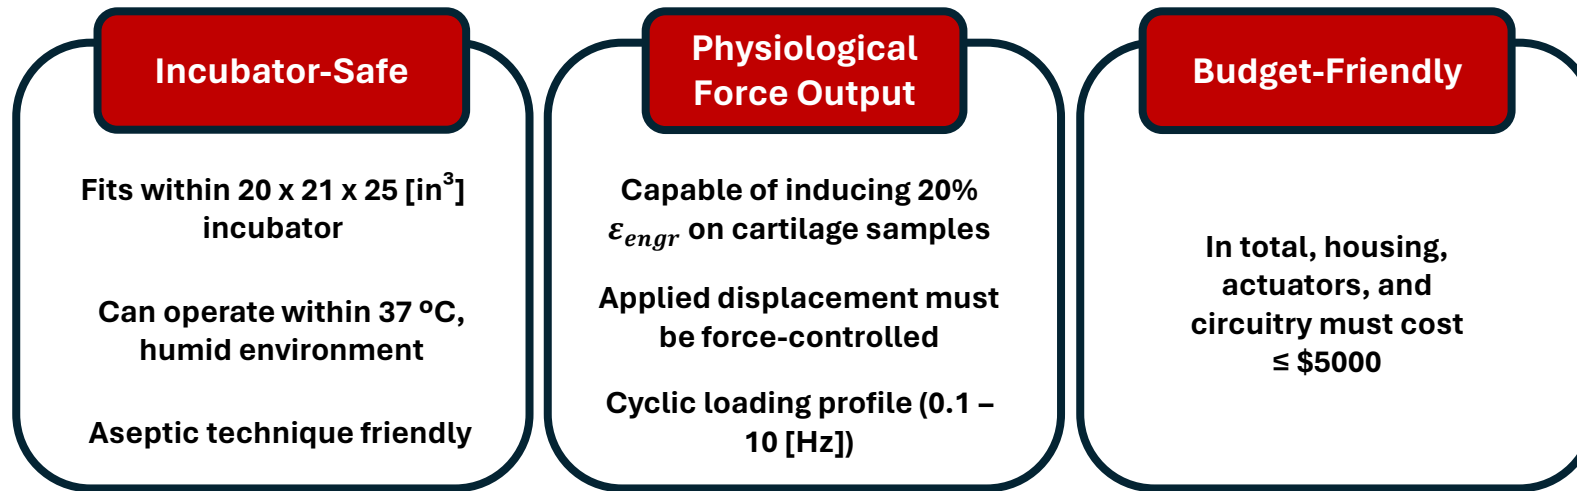 Incubator-Safe
Fits within 20 x 21 x 25 [in³]
incubator
Can operate within 37 ºC,
humid environment
Aseptic technique friendly
Physiological
Force Output
Capable of inducing 20%
𝜀ₑₙgᵣ on cartilage samples
Applied displacement must
be force-controlled
Cyclic loading profile (0.1 –
10 [Hz])
Budget-Friendly
In total, housing,
actuators, and
circuitry must cost
≤ $5000